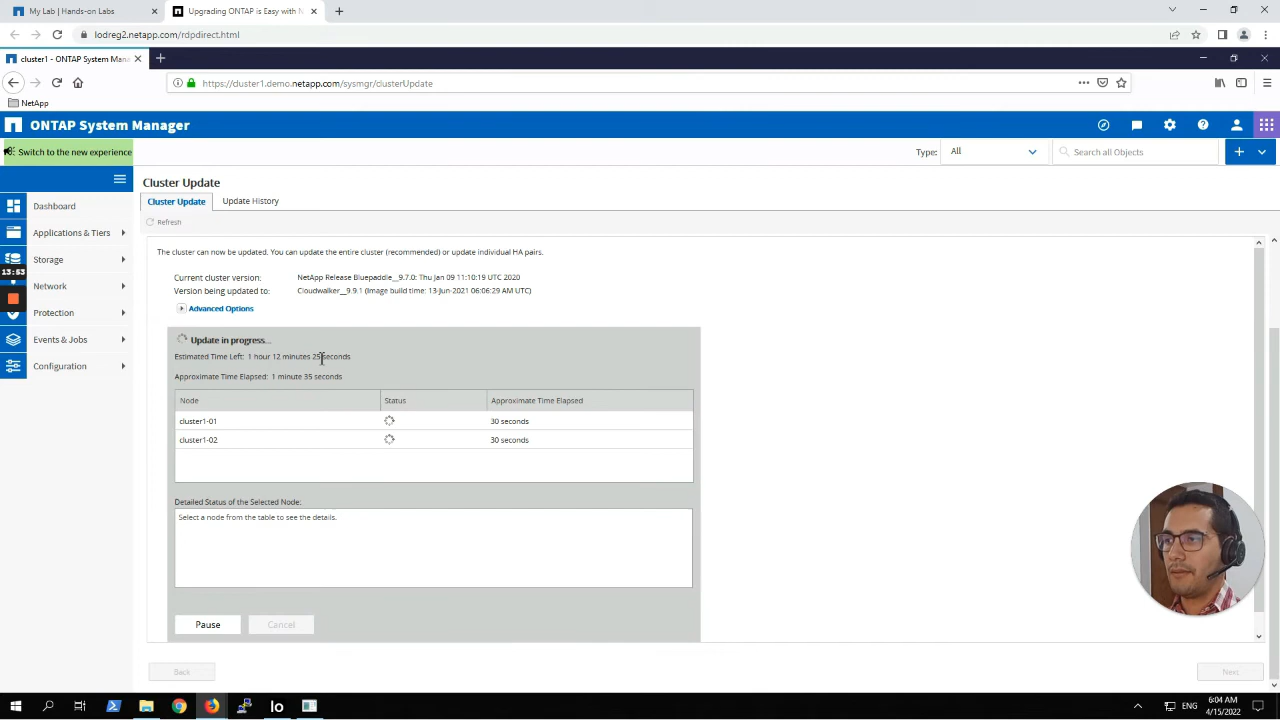 My Lab | Hands-on Labs
Upgrading ONTAP is Easy with N
lodreg2.netapp.com/rdpdirect.html
cluster1 - ONTAP System Mana
https://cluster1.demo.netapp.com/sysmgr/clusterUpdate
NetApp
ONTAP System Manager
Switch to the new experience
Type:
All
Search all Objects
Cluster Update
Cluster Update
Update History
Refresh
Dashboard
Applications & Tiers
Storage
13:53
Network
Protection
Events & Jobs
Configuration
The cluster can now be updated. You can update the entire cluster (recommended) or update individual HA pairs.
Current cluster version: NetApp Release Bluepaddle__9.7.0: Thu Jan 09 11:10:19 UTC 2020
Version being updated to: Cloudwalker__9.9.1 (Image build time: 13-Jun-2021 06:06:29 AM UTC)
Advanced Options
Update in progress...
Estimated Time Left: 1 hour 12 minutes 25 seconds
Approximate Time Elapsed: 1 minute 35 seconds
Node Status Approximate Time Elapsed
cluster1-01 30 seconds
cluster1-02 30 seconds
Detailed Status of the Selected Node:
Select a node from the table to see the details.
Pause
Cancel
Back
Next
lo
ENG
6:04 AM
4/15/2022